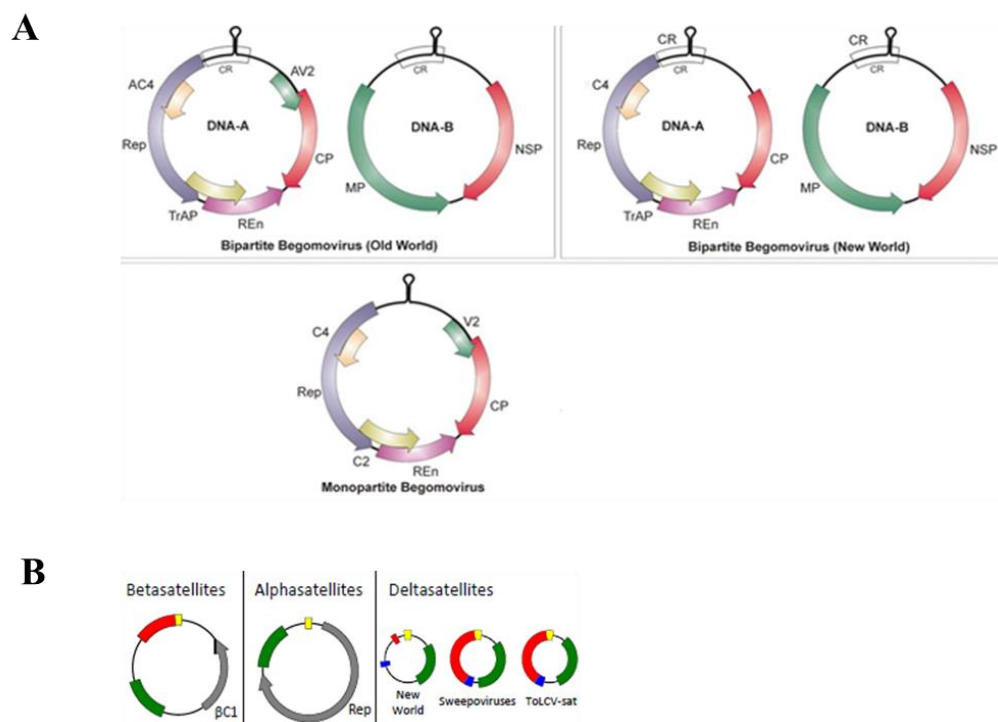 A
CR
CR
AC4
AV2
Rep
DNA-A
CP
TrAP
REn
CR
DNA-B
MP
NSP
Bipartite Begomovirus (Old World)
CR
CR
C4
Rep
DNA-A
CP
TrAP
REn
CR
CR
DNA-B
MP
NSP
Bipartite Begomovirus (New World)
C4
V2
Rep
CP
C2
REn
Monopartite Begomovirus
B
Betasatellites
βC1
Alphasatellites
Rep
Deltasatellites
New
World
Sweepoviruses
ToLCV-sat